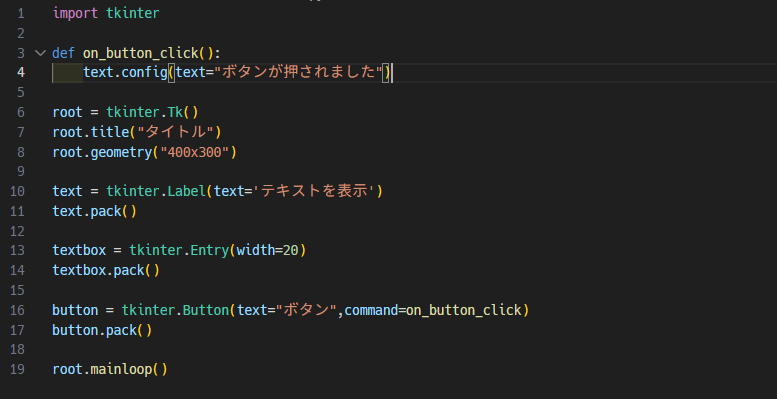 1 import tkinter
2
3 def on_button_click():
4 text.config(text="ボタンが押されました")
5
6 root = tkinter.Tk()
7 root.title("タイトル")
8 root.geometry("400x300")
9
10 text = tkinter.Label(text='テキストを表示')
11 text.pack()
12
13 textbox = tkinter.Entry(width=20)
14 textbox.pack()
15
16 button = tkinter.Button(text="ボタン",command=on_button_click)
17 button.pack()
18
19 root.mainloop()